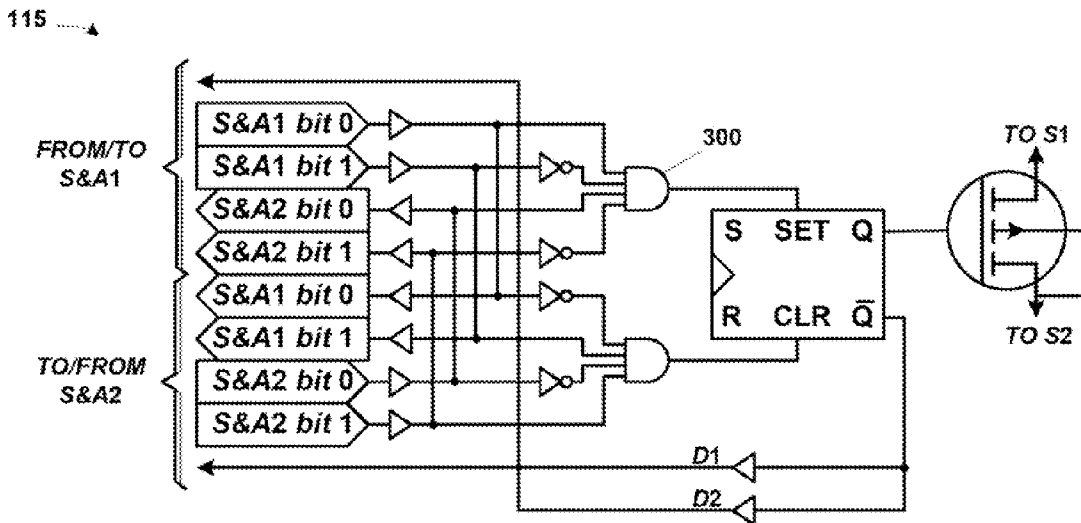 115
FROM/TO
S&A1
S&A1 bit 0
S&A1 bit 1
S&A2 bit 0
S&A2 bit 1
S&A1 bit 0
S&A1 bit 1
S&A2 bit 0
S&A2 bit 1
TO/FROM
S&A2
300
S SET Q
R CLR Q̅
TO S1
TO S2
D1
D2